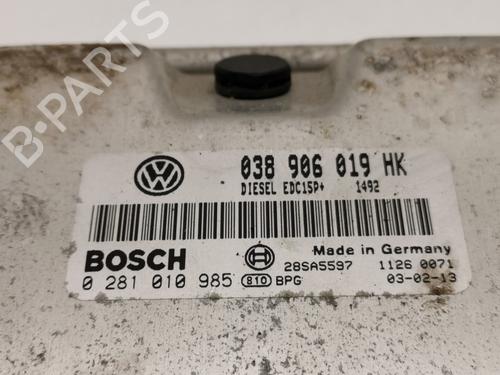 B-PARTS
VW
038 906 019 HK
DIESEL EDC15P+ 1492
BOSCH
Made in Germany
28SA5597 1126 0071
0 281 010 985 810 BPG 03-02-13